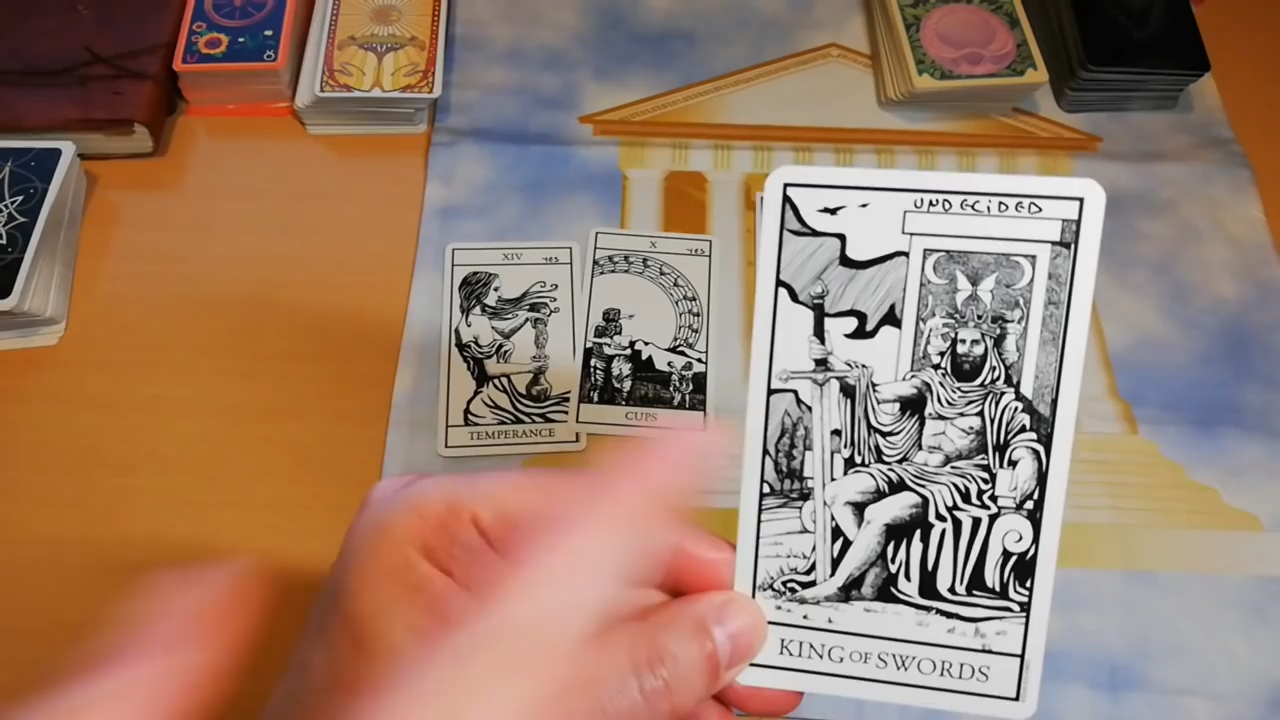 XIV yes
TEMPERANCE
X yes
CUPS
UNDECIDED
KING OF SWORDS